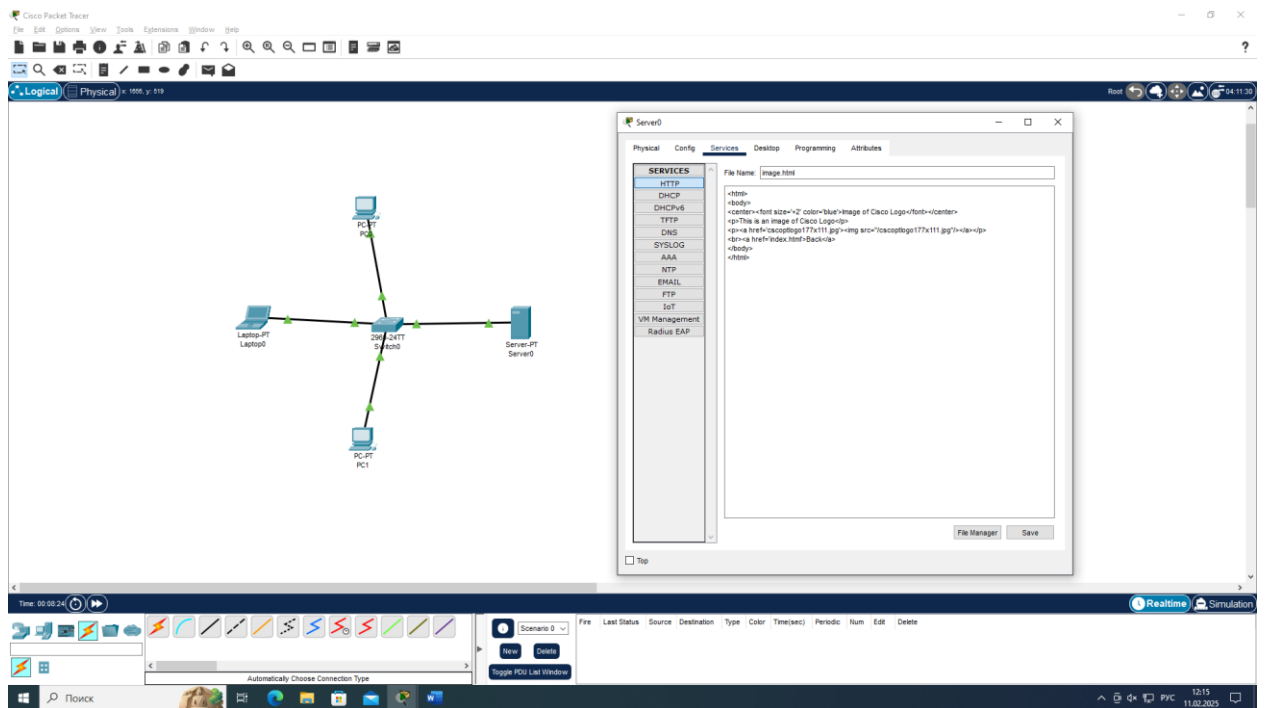 Cisco Packet Tracer
File Edit Options View Tools Extensions Window Help
?
Logical Physical x: 1666, y: 519
Root 04:11:30
Server0
Physical Config Services Desktop Programming Attributes
SERVICES
HTTP
DHCP
DHCPv6
TFTP
DNS
SYSLOG
AAA
NTP
EMAIL
FTP
IoT
VM Management
Radius EAP
File Name: image.html
<html>
<body>
<center><font size='+2' color='blue'>Image of Cisco Logo</font></center>
<p>This is an image of Cisco Logo</p>
<p><a href='cscoptlogo177x111.jpg'><img src="/cscoptlogo177x111.jpg"/></a></p>
<br><a href='index.html'>Back</a>
</body>
</html>
File Manager Save
Top
PC-PT
Laptop-PT
Laptop0
24TT
Switch0
Server-PT
Server0
PC-PT
PC1
Time: 00:08:24
Realtime Simulation
Scenario 0
New Delete
Toggle PDU List Window
Fire Last Status Source Destination Type Color Time(sec) Periodic Num Edit Delete
Automatically Choose Connection Type
Поиск
РУС
12:15
11.02.2025